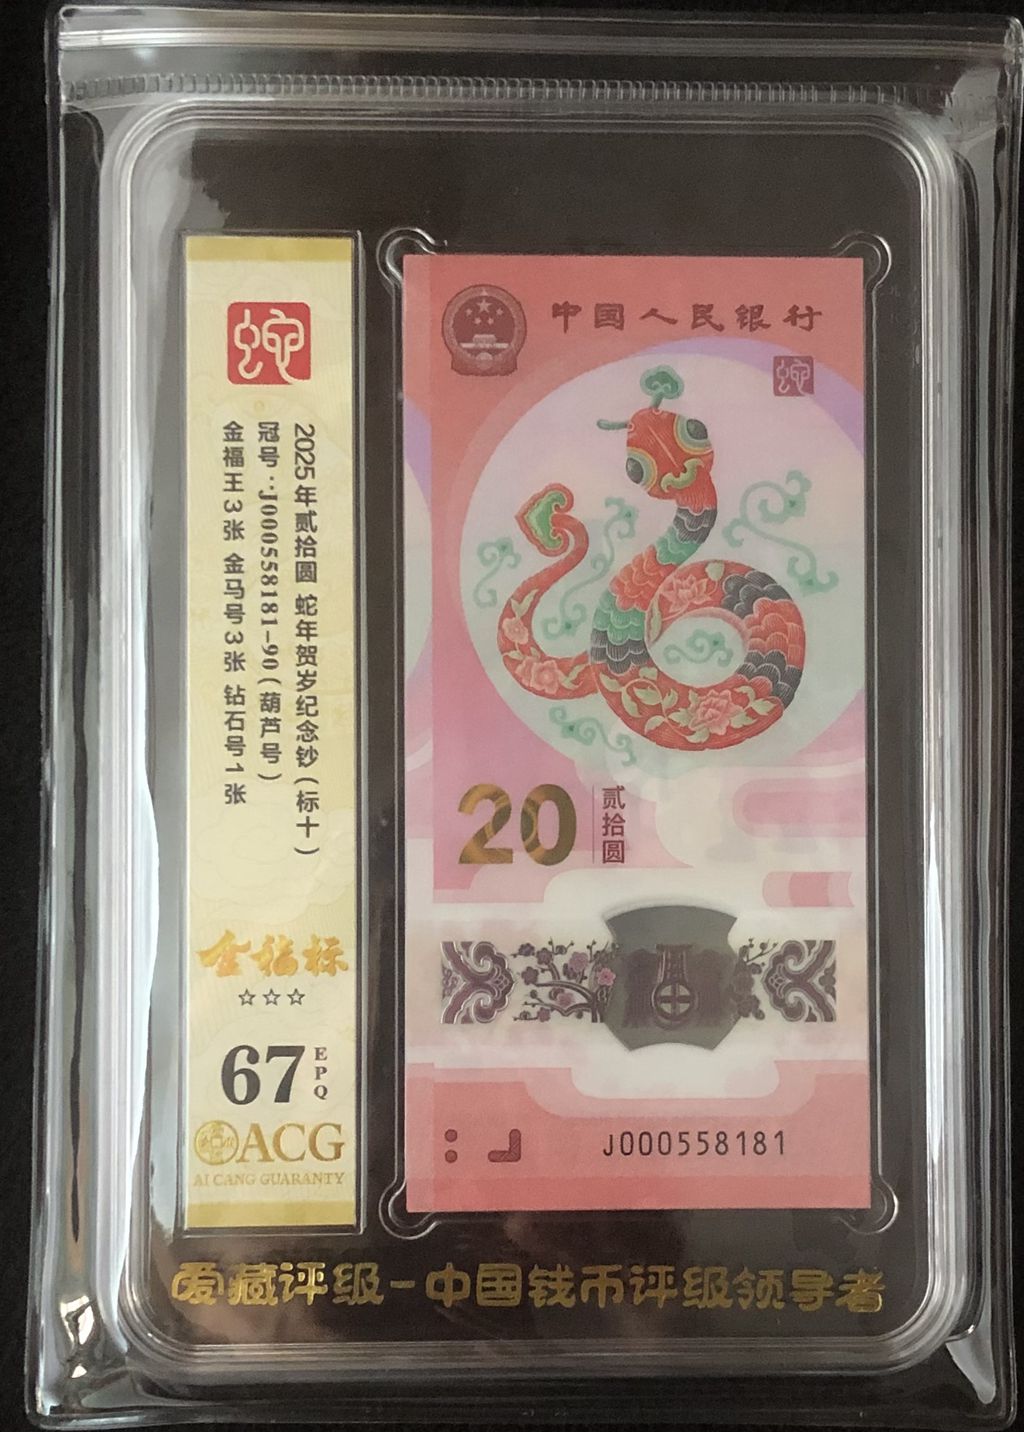 蛇
2025年贰拾圆 蛇年贺岁纪念钞(标十)
冠号:J000558181-90(葫芦号)
金福王3张 金马号3张 钻石号1张
金福标
☆☆☆
67 EPQ
ACG
AI CANG GUARANTY
中国人民银行
蛇
20 贰拾圆
J000558181
爱藏评级-中国钱币评级领导者